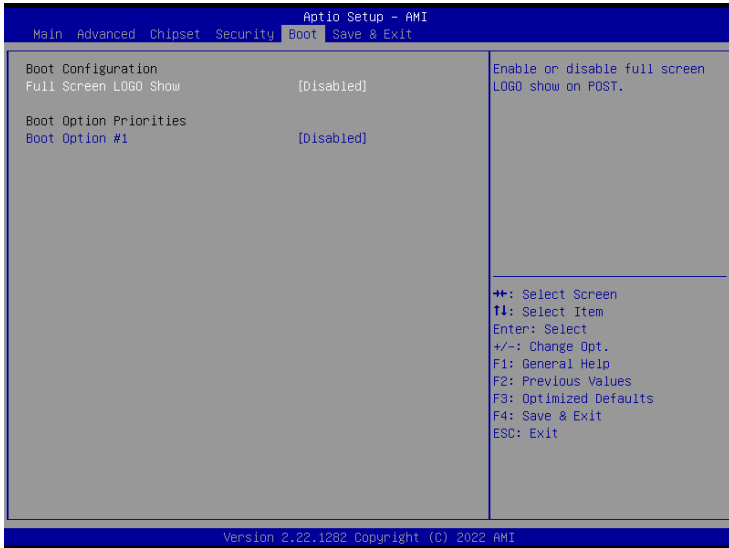 Aptio Setup – AMI
Main Advanced Chipset Security Boot Save & Exit
Boot Configuration
Full Screen LOGO Show [Disabled]
Boot Option Priorities
Boot Option #1 [Disabled]
Enable or disable full screen
LOGO show on POST.
→←: Select Screen
↑↓: Select Item
Enter: Select
+/-: Change Opt.
F1: General Help
F2: Previous Values
F3: Optimized Defaults
F4: Save & Exit
ESC: Exit
Version 2.22.1282 Copyright (C) 2022 AMI